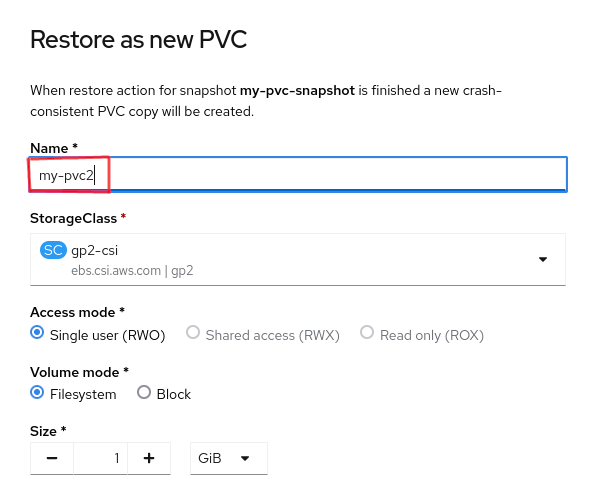 Restore as new PVC
When restore action for snapshot my-pvc-snapshot is finished a new crash-
consistent PVC copy will be created.
Name *
my-pvc2
StorageClass *
SC gp2-csi
ebs.csi.aws.com | gp2
Access mode *
Single user (RWO) Shared access (RWX) Read only (ROX)
Volume mode *
Filesystem Block
Size *
1 GiB